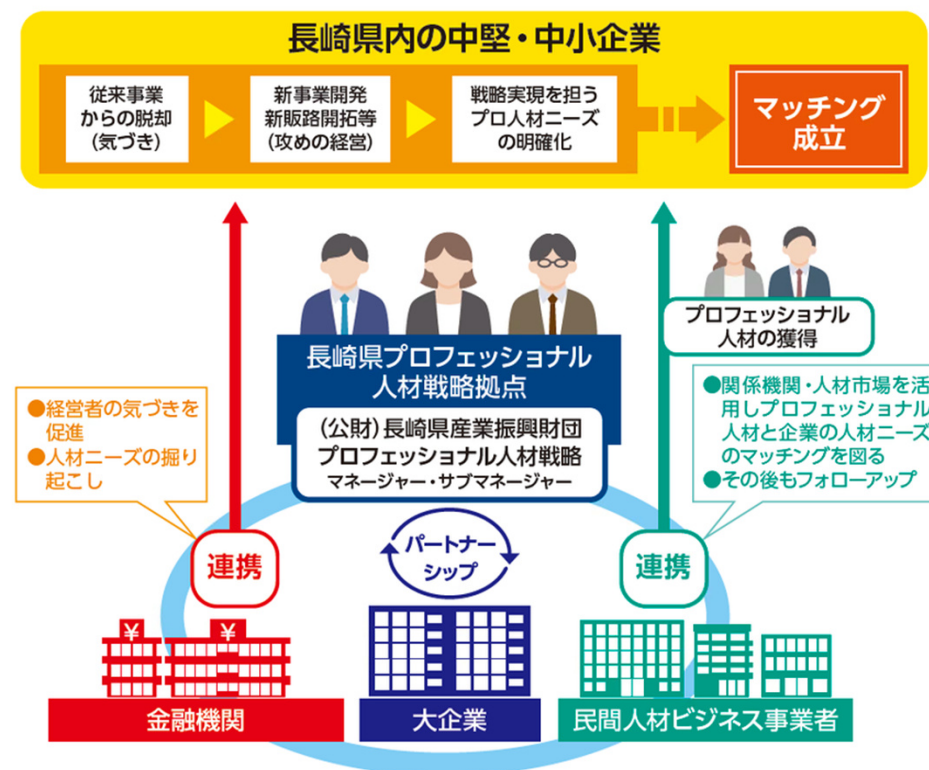 長崎県内の中堅・中小企業
従来事業
からの脱却
(気づき)
新事業開発
新販路開拓等
(攻めの経営)
戦略実現を担う
プロ人材ニーズ
の明確化
マッチング
成立
プロフェッショナル
人材の獲得
長崎県プロフェッショナル
人材戦略拠点
(公財)長崎県産業振興財団
プロフェッショナル人材戦略
マネージャー・サブマネージャー
●経営者の気づきを
促進
●人材ニーズの掘り
起こし
●関係機関・人材市場を活
用しプロフェッショナル
人材と企業の人材ニーズ
のマッチングを図る
●その後もフォローアップ
連携
パートナー
シップ
連携
¥
¥
金融機関
大企業
民間人材ビジネス事業者